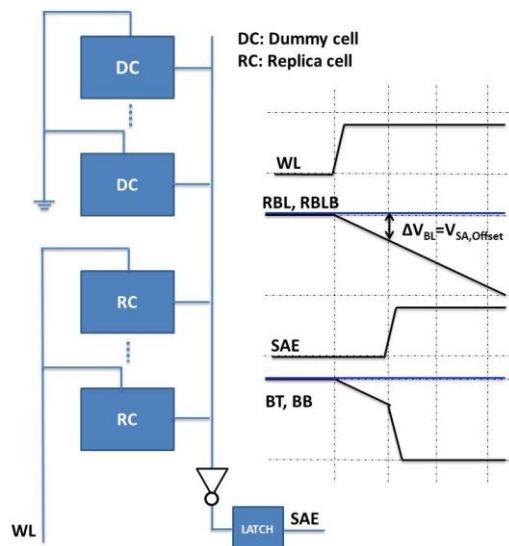 DC: Dummy cell
RC: Replica cell
DC
DC
RC
RC
WL
LATCH
SAE
WL
RBL, RBLB
ΔV_BL=V_SA,Offset
SAE
BT, BB